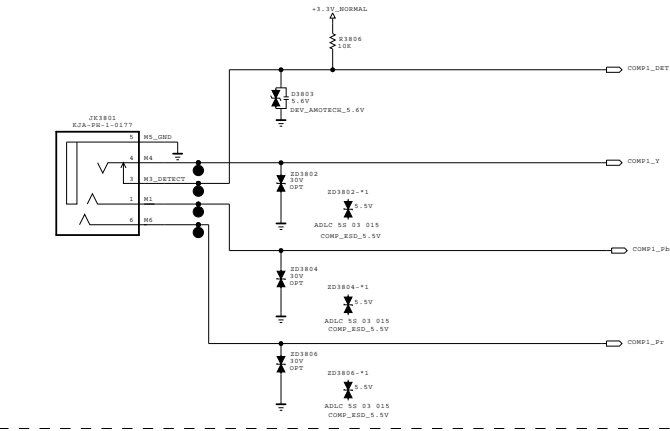 +3.3V_NORMAL
R3806
10K
COMP1_DET
D3803
5.6V
DEV_AMOTECH_5.6V
JK3801
KJA-PH-1-0177
5 M5_GND
4 M4
3 M3_DETECT
1 M1
6 M6
COMP1_Y
ZD3802
30V
OPT
ZD3802-*1
5.5V
ADLC 5S 03 015
COMP_ESD_5.5V
COMP1_Pb
ZD3804
30V
OPT
ZD3804-*1
5.5V
ADLC 5S 03 015
COMP_ESD_5.5V
COMP1_Pr
ZD3806
30V
OPT
ZD3806-*1
5.5V
ADLC 5S 03 015
COMP_ESD_5.5V